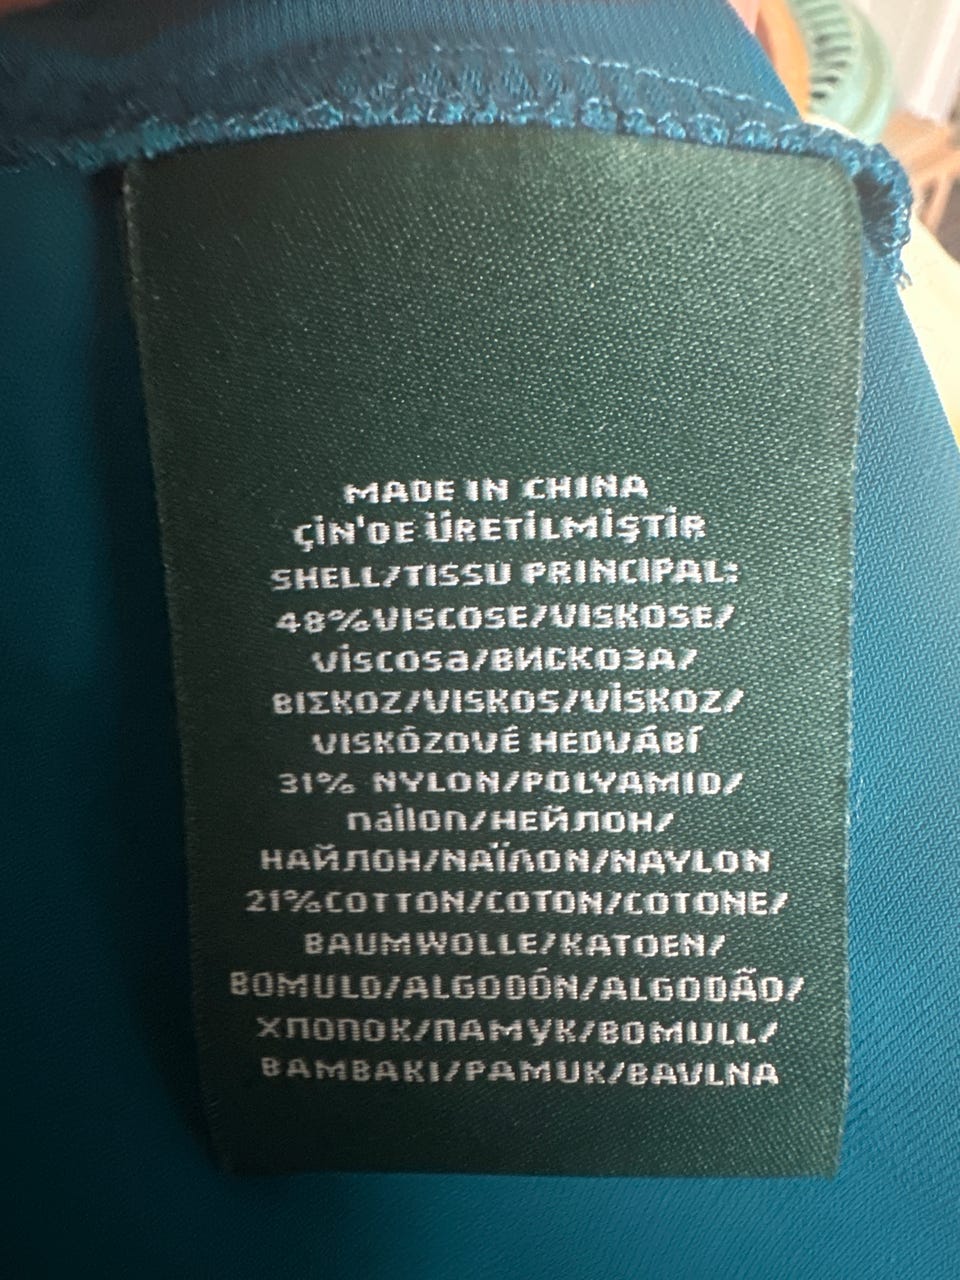 MADE IN CHINA
ÇİN'DE ÜRETİLMİŞTİR
SHELL/TISSU PRINCIPAL:
48%VISCOSE/VISKOSE/
viscosa/ВИСКОЗА/
ΒΙΣΚΟΖ/VISKOS/VİSKOZ/
VISKÓZOVÉ HEDVÁBÍ
31% NYLON/POLYAMID/
nailon/НЕЙЛОН/
НАЙЛОН/ΝΑΪΛΟΝ/NAYLON
21%COTTON/COTON/COTONE/
BAUMWOLLE/KATOEN/
BOMULD/ALGODÓN/ALGODÃO/
ХЛОПОК/ПАМУК/BOMULL/
BAMBAKI/PAMUK/BAVLNA